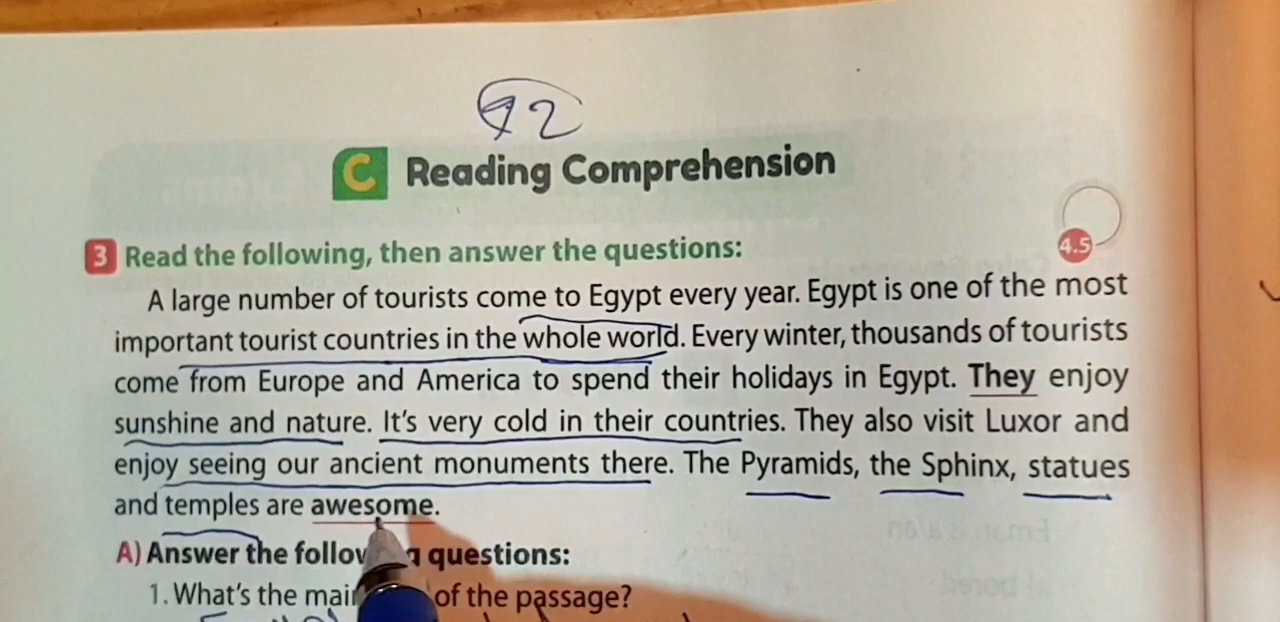 92
C Reading Comprehension
3 Read the following, then answer the questions:
4.5
A large number of tourists come to Egypt every year. Egypt is one of the most
important tourist countries in the whole world. Every winter, thousands of tourists
come from Europe and America to spend their holidays in Egypt. They enjoy
sunshine and nature. It's very cold in their countries. They also visit Luxor and
enjoy seeing our ancient monuments there. The Pyramids, the Sphinx, statues
and temples are awesome.
A) Answer the questions:
1. What's the of the passage?